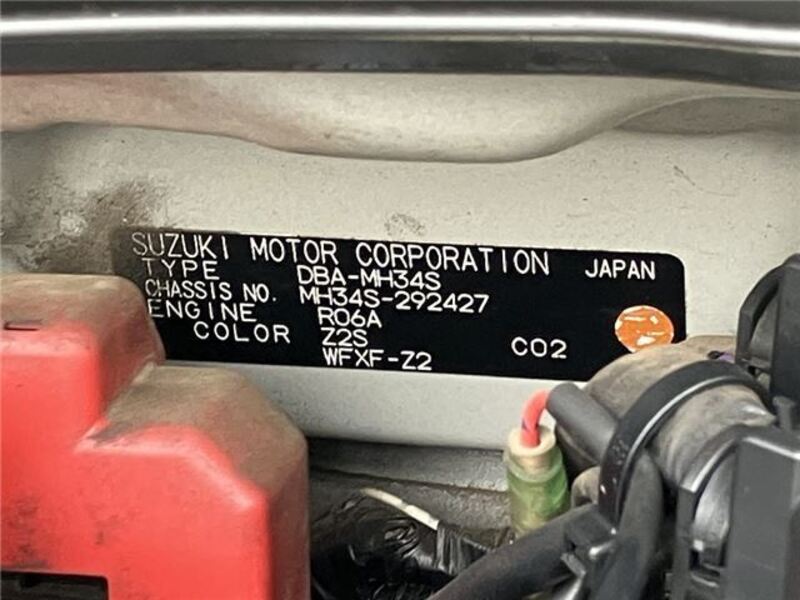 SUZUKI MOTOR CORPORATION JAPAN
TYPE DBA-MH34S
CHASSIS NO. MH34S-292427
ENGINE R06A
COLOR Z2S
WFXF-Z2 C02